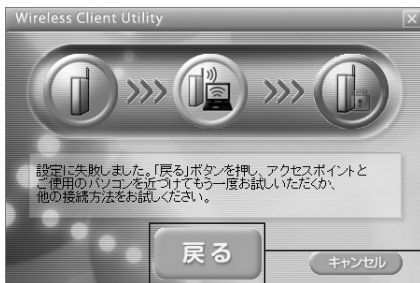 Wireless Client Utility
設定に失敗しました。「戻る」ボタンを押し、アクセスポイントと
ご使用のパソコンを近づけてもう一度お試しいただくか、
他の接続方法をお試しください。
戻る
キャンセル